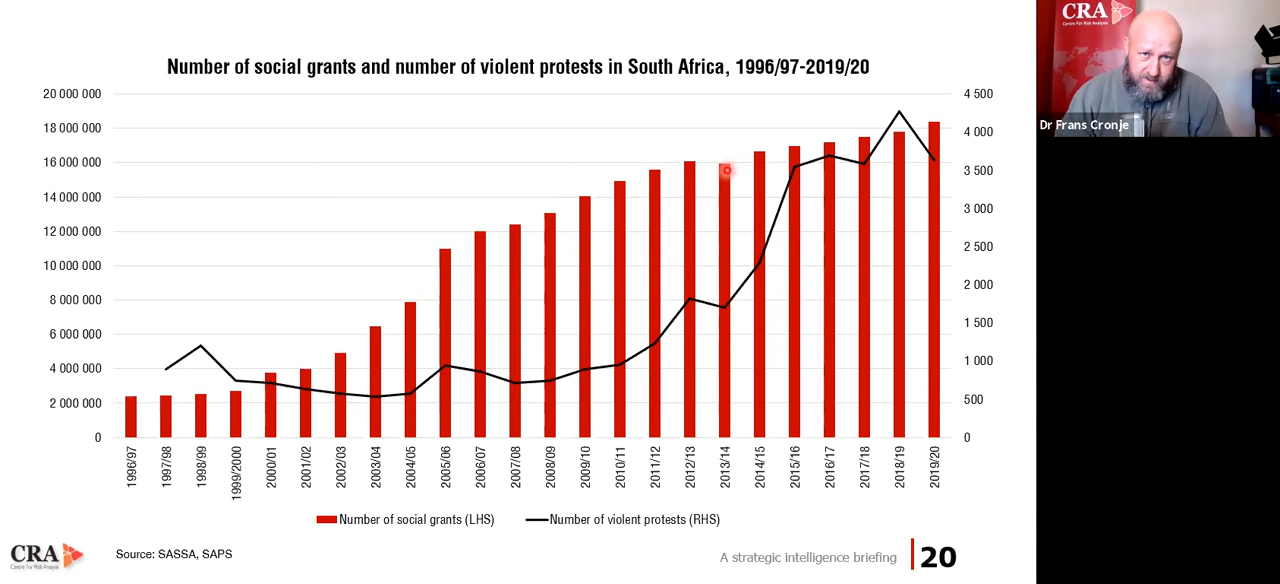 Number of social grants and number of violent protests in South Africa, 1996/97-2019/20
20 000 000
18 000 000
16 000 000
14 000 000
12 000 000
10 000 000
8 000 000
6 000 000
4 000 000
2 000 000
0
4 500
4 000
3 500
3 000
2 500
2 000
1 500
1 000
500
0
1996/97
1997/98
1998/99
1999/2000
2000/01
2001/02
2002/03
2003/04
2004/05
2005/06
2006/07
2007/08
2008/09
2009/10
2010/11
2011/12
2012/13
2013/14
2014/15
2015/16
2016/17
2017/18
2018/19
2019/20
Number of social grants (LHS)
Number of violent protests (RHS)
CRA
Centre For Risk Analysis
Source: SASSA, SAPS
A strategic intelligence briefing
20
CRA
Centre For Risk Analysis
Dr Frans Cronje